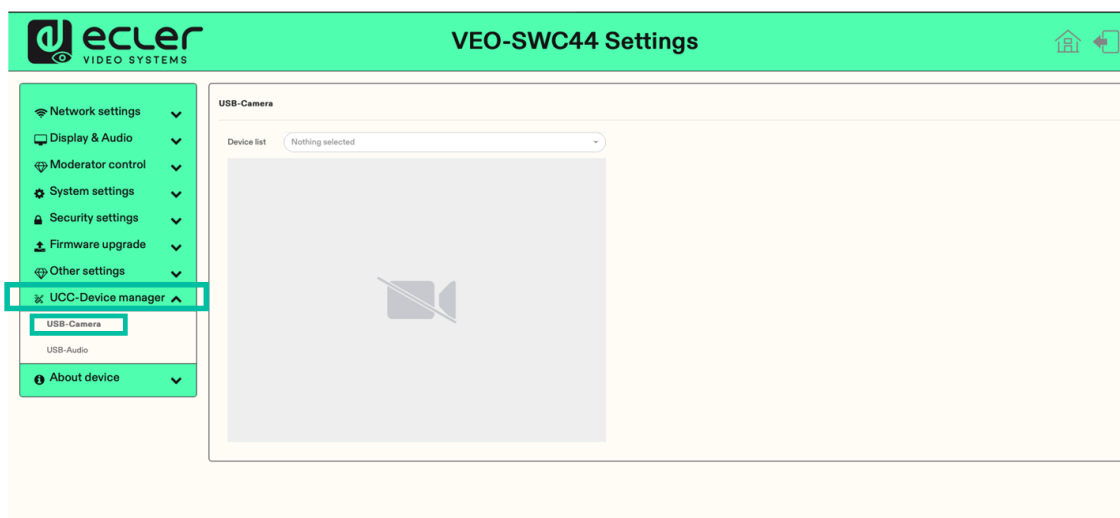 ecler
VIDEO SYSTEMS
VEO-SWC44 Settings
Network settings
Display & Audio
Moderator control
System settings
Security settings
Firmware upgrade
Other settings
UCC-Device manager
USB-Camera
USB-Audio
About device
USB-Camera
Device list
Nothing selected